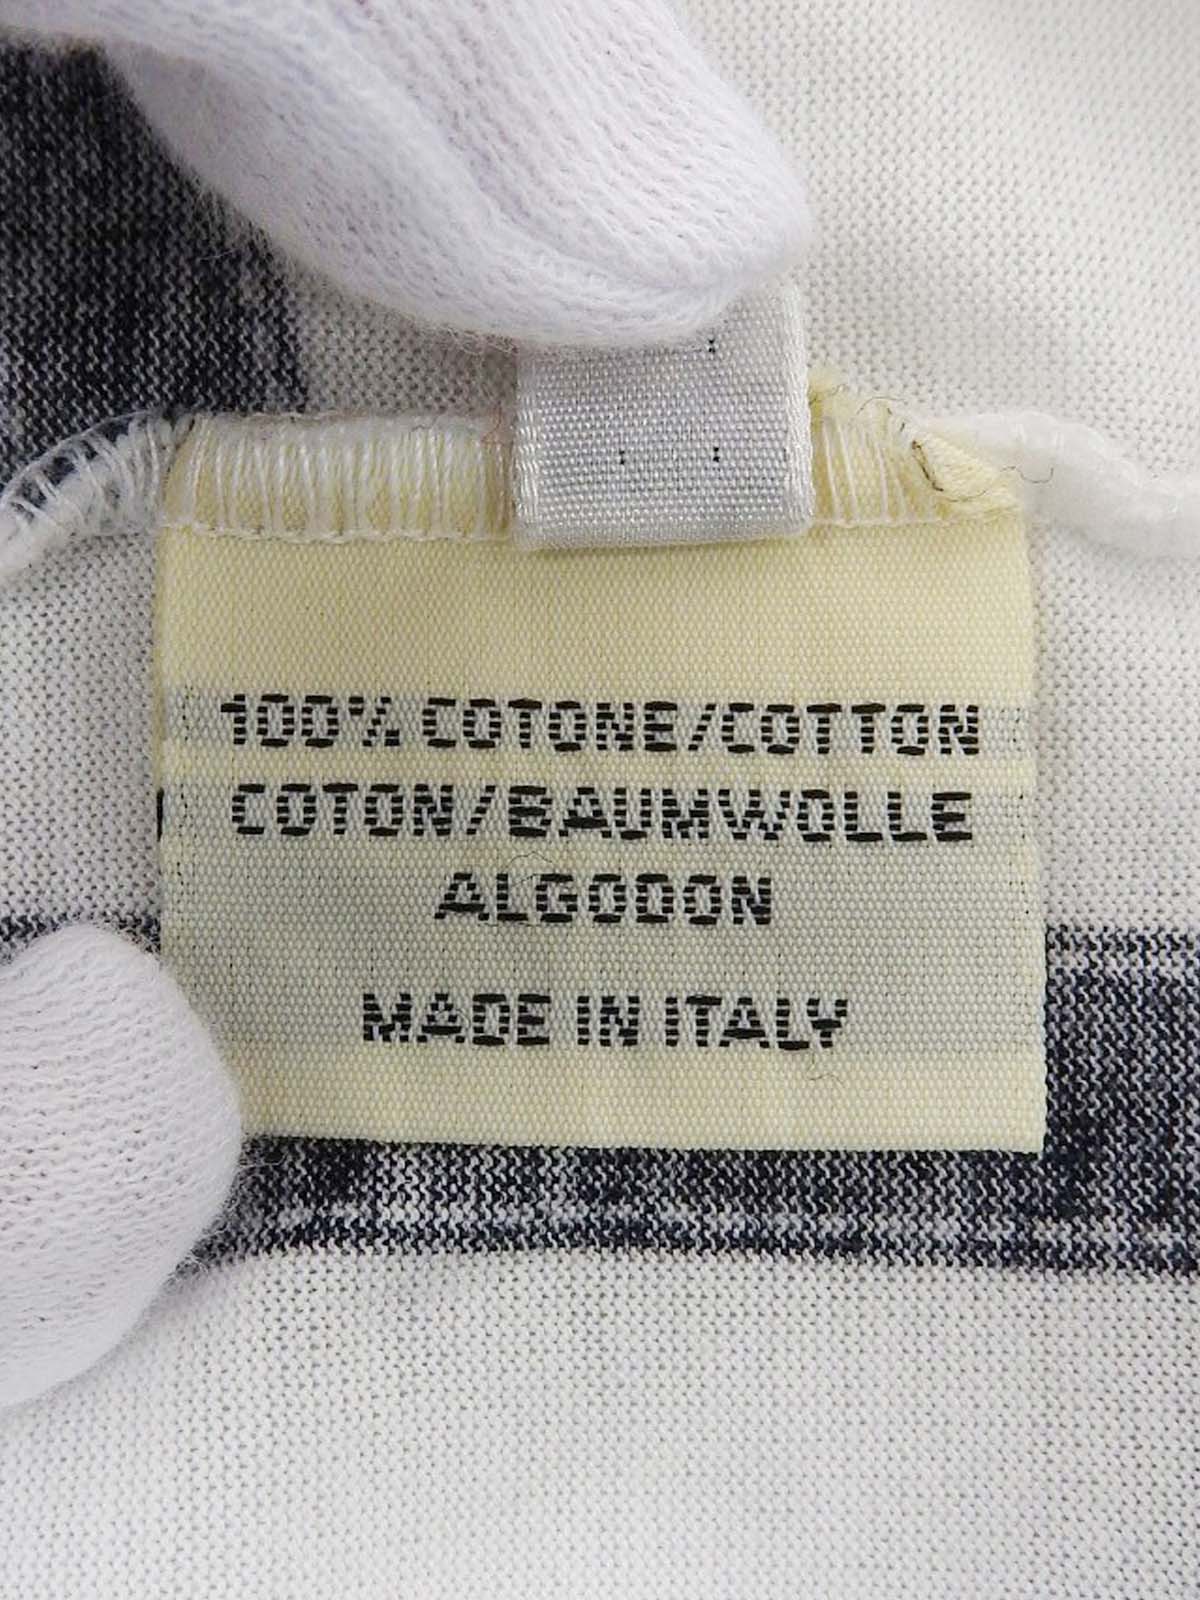 100% COTONE/COTTON
COTON/BAUMWOLLE
ALGODON
MADE IN ITALY